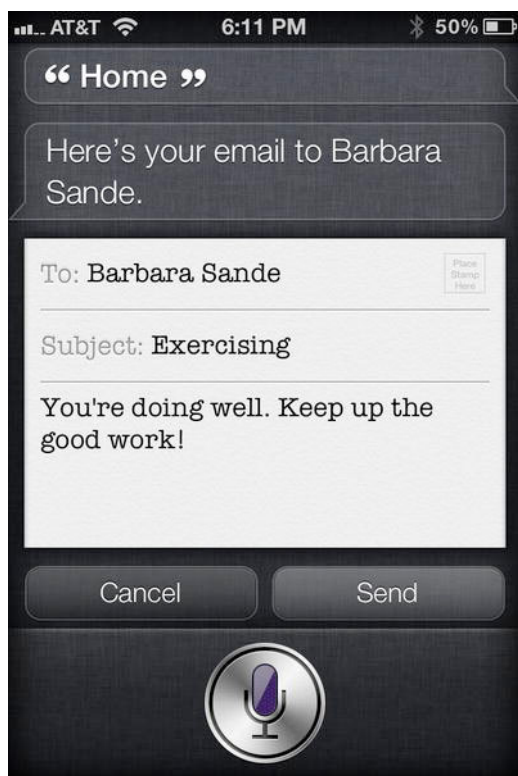 AT&T 6:11 PM 50%
“ Home ”
Here’s your email to Barbara
Sande.
To: Barbara Sande
Place
Stamp
Here
Subject: Exercising
You're doing well. Keep up the
good work!
Cancel Send